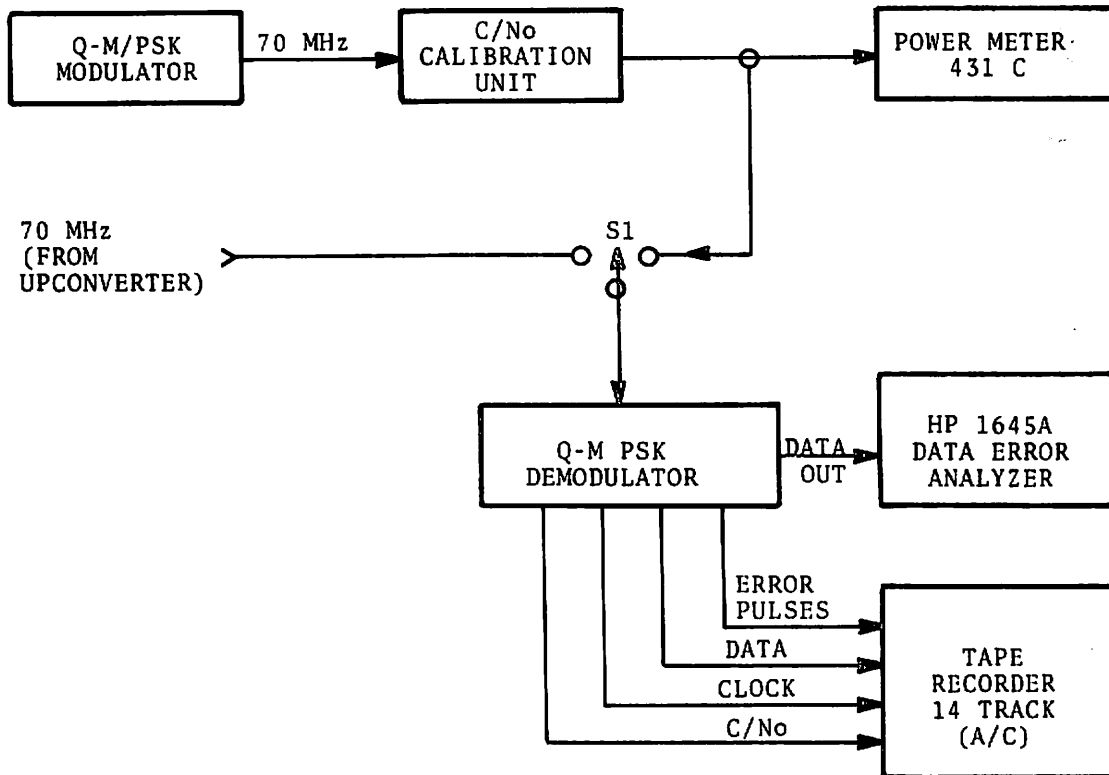 Q-M/PSK
MODULATOR
70 MHz
C/No
CALIBRATION
UNIT
POWER METER
431 C
70 MHz
(FROM
UPCONVERTER)
S1
Q-M PSK
DEMODULATOR
DATA
OUT
HP 1645A
DATA ERROR
ANALYZER
ERROR
PULSES
DATA
CLOCK
C/No
TAPE
RECORDER
14 TRACK
(A/C)